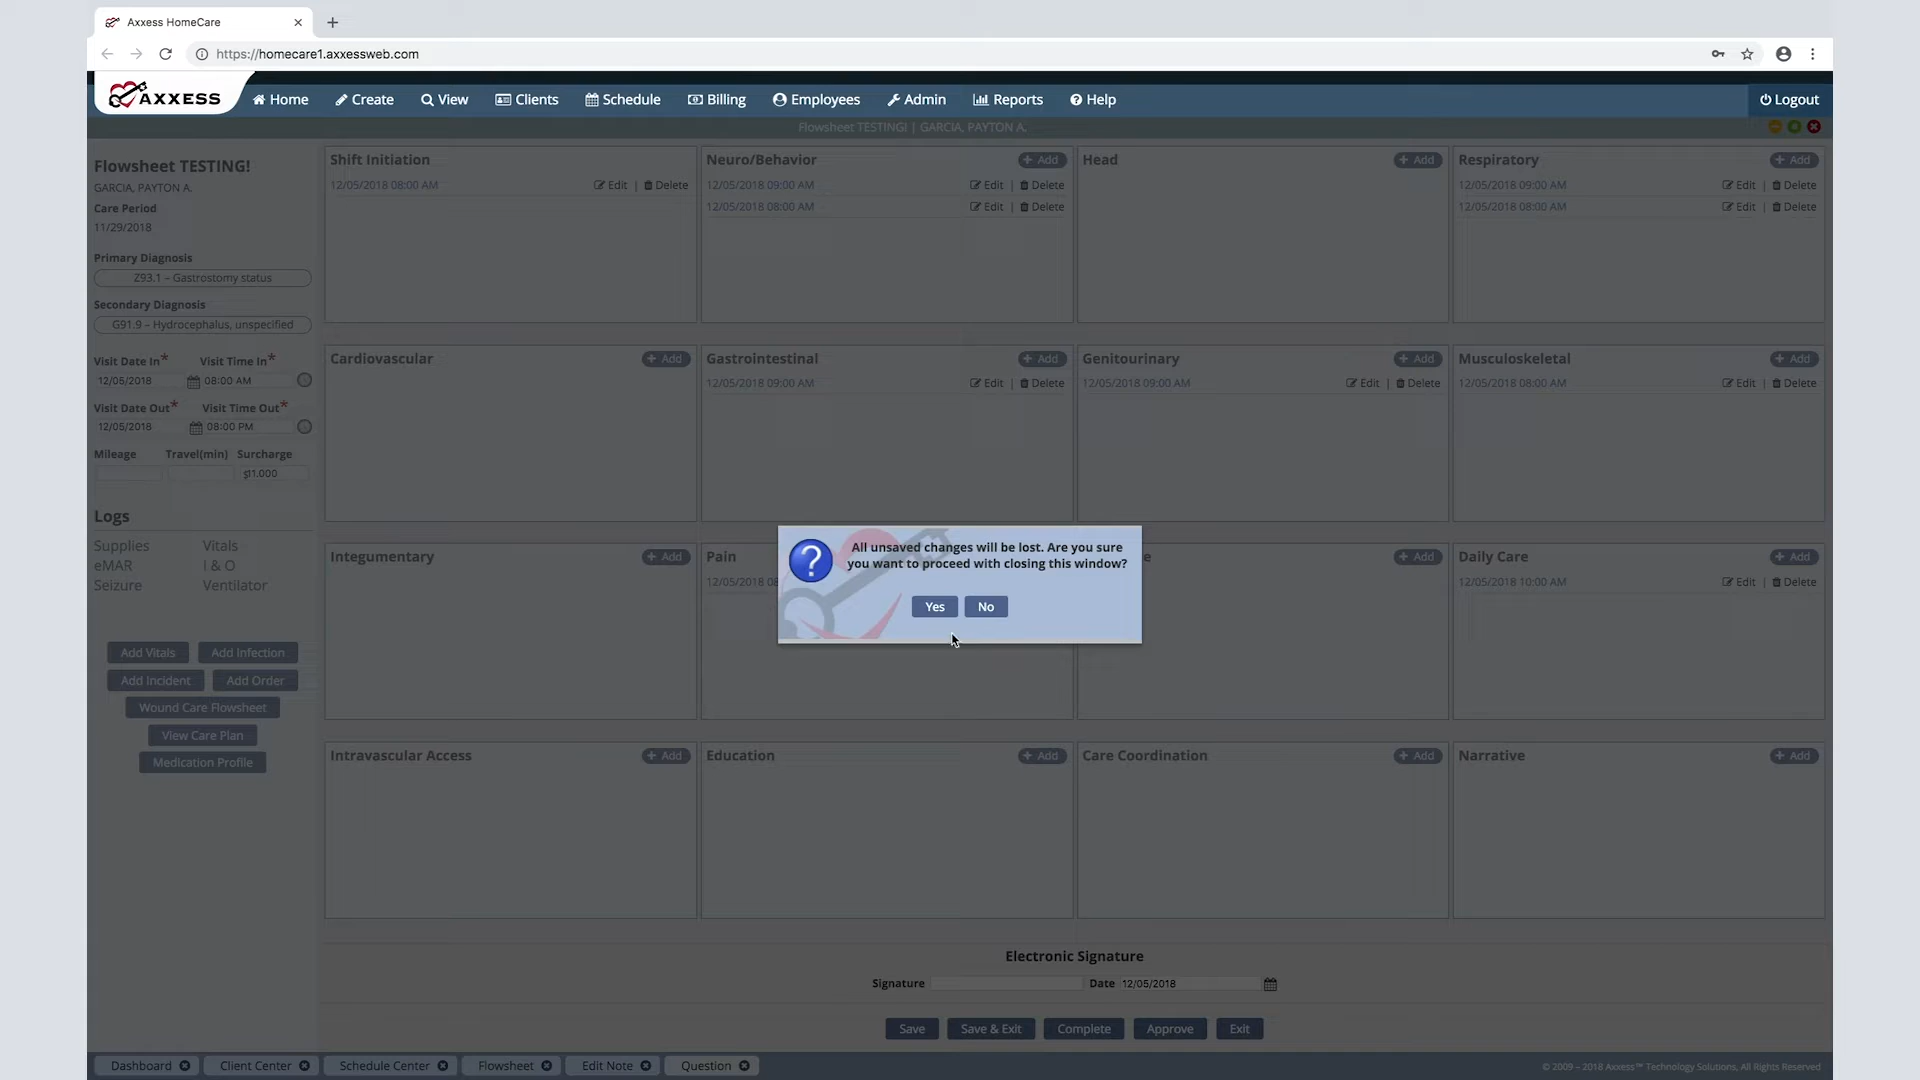 Axxess HomeCare
https://homecare1.axxessweb.com
AXXESS
Home
Create
View
Clients
Schedule
Billing
Employees
Admin
Reports
Help
Logout
Flowsheet TESTING! | GARCIA, PAYTON A.
Flowsheet TESTING!
GARCIA, PAYTON A.
Care Period
11/29/2018
Primary Diagnosis
Z93.1 – Gastrostomy status
Secondary Diagnosis
G91.9 – Hydrocephalus, unspecified
Visit Date In* Visit Time In*
12/05/2018 08:00 AM
Visit Date Out* Visit Time Out*
12/05/2018 08:00 PM
Mileage Travel(min) Surcharge
$11.000
Logs
Supplies Vitals
eMAR I & O
Seizure Ventilator
Add Vitals Add Infection
Add Incident Add Order
Wound Care Flowsheet
View Care Plan
Medication Profile
Shift Initiation
12/05/2018 08:00 AM Edit | Delete
Neuro/Behavior + Add
12/05/2018 09:00 AM Edit | Delete
12/05/2018 08:00 AM Edit | Delete
Head + Add
Respiratory + Add
12/05/2018 09:00 AM Edit | Delete
12/05/2018 08:00 AM Edit | Delete
Cardiovascular + Add
Gastrointestinal + Add
12/05/2018 09:00 AM Edit | Delete
Genitourinary + Add
12/05/2018 09:00 AM Edit | Delete
Musculoskeletal + Add
12/05/2018 08:00 AM Edit | Delete
Integumentary + Add
Pain
12/05/2018 08
e + Add
Daily Care + Add
12/05/2018 10:00 AM Edit | Delete
All unsaved changes will be lost. Are you sure
you want to proceed with closing this window?
Yes No
Intravascular Access + Add
Education + Add
Care Coordination + Add
Narrative + Add
Electronic Signature
Signature Date 12/05/2018
Save Save & Exit Complete Approve Exit
Dashboard Client Center Schedule Center Flowsheet Edit Note Question
© 2009 – 2018 Axxess™ Technology Solutions, All Rights Reserved